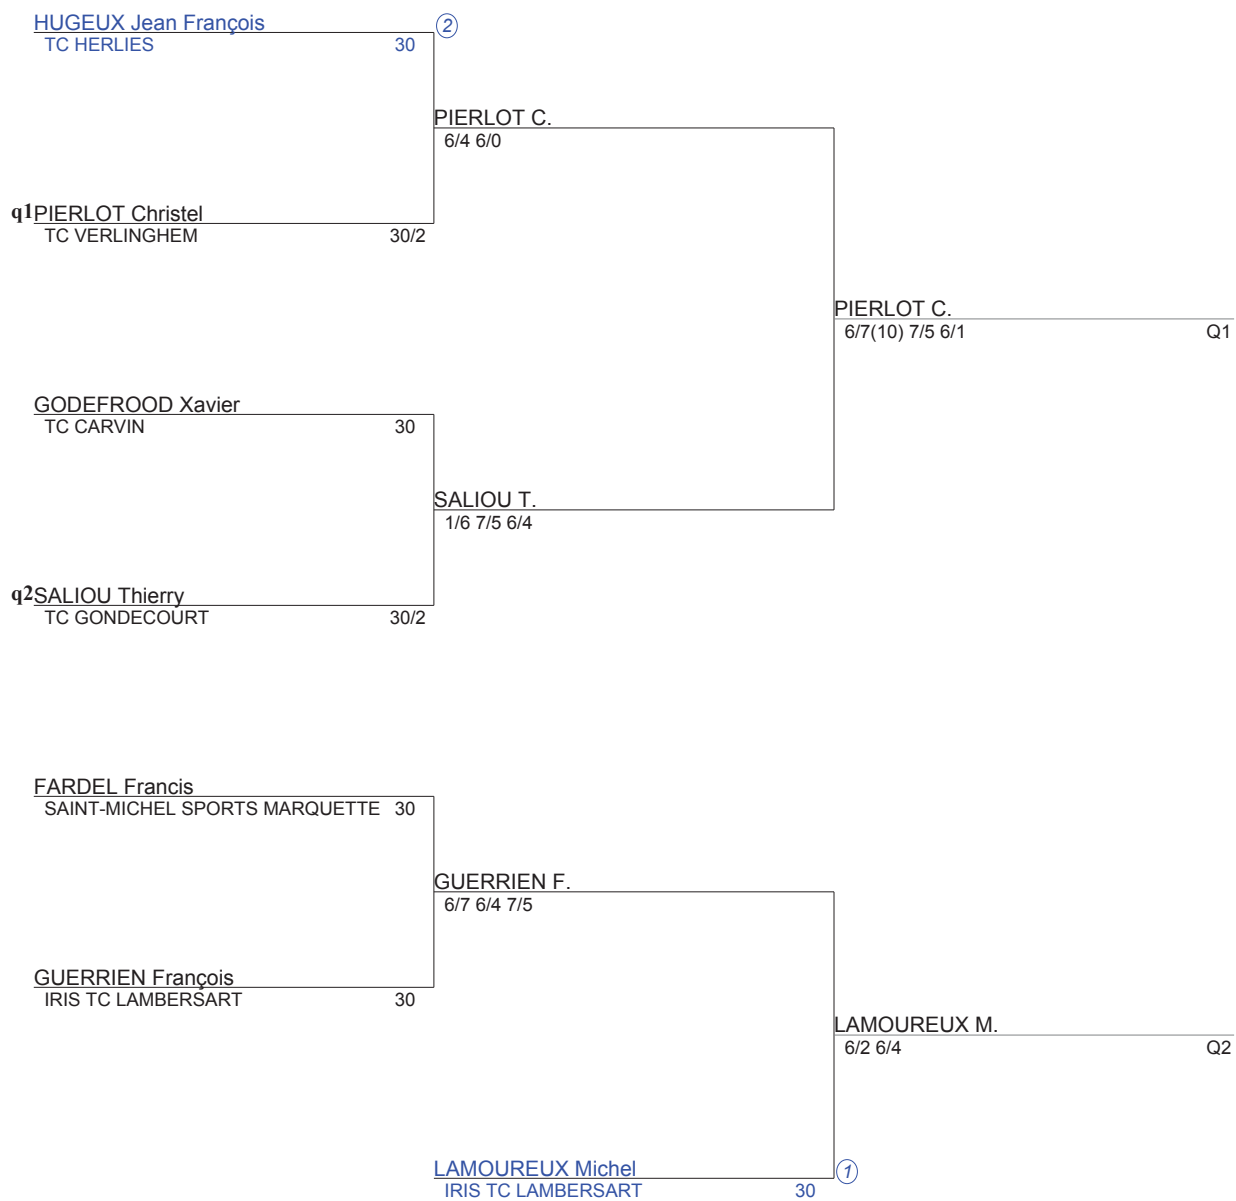 HUGEUX Jean François 2
TC HERLIES 30
PIERLOT C.
6/4 6/0
q1 PIERLOT Christel
TC VERLINGHEM 30/2
PIERLOT C.
6/7(10) 7/5 6/1 Q1
GODEFROOD Xavier
TC CARVIN 30
SALIOU T.
1/6 7/5 6/4
q2 SALIOU Thierry
TC GONDECOURT 30/2
FARDEL Francis
SAINT-MICHEL SPORTS MARQUETTE 30
GUERRIEN F.
6/7 6/4 7/5
GUERRIEN François
IRIS TC LAMBERSART 30
LAMOUREUX M.
6/2 6/4 Q2
LAMOUREUX Michel 1
IRIS TC LAMBERSART 30